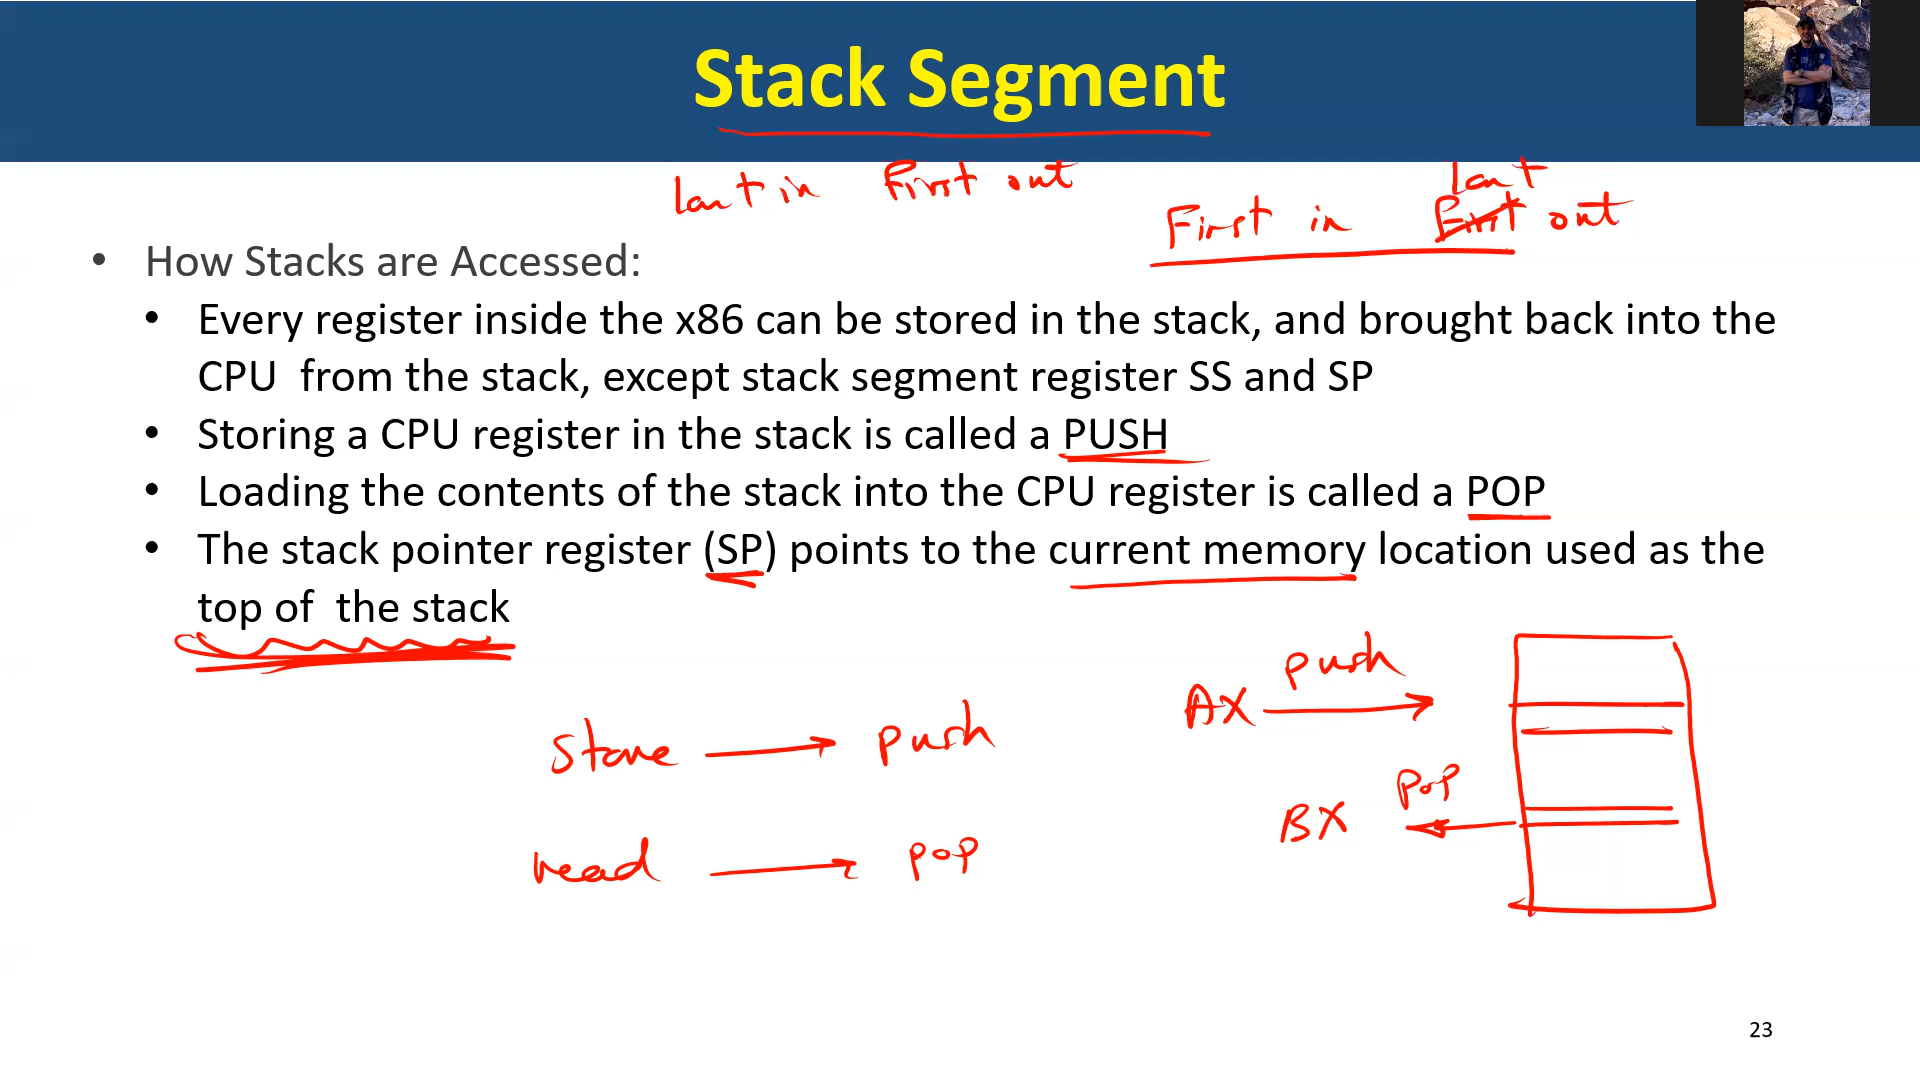 Stack Segment
Last in First out
Last
First in First out
• How Stacks are Accessed:
• Every register inside the x86 can be stored in the stack, and brought back into the
CPU from the stack, except stack segment register SS and SP
• Storing a CPU register in the stack is called a PUSH
• Loading the contents of the stack into the CPU register is called a POP
• The stack pointer register (SP) points to the current memory location used as the
top of the stack
AX push
store push
BX pop
read pop
23